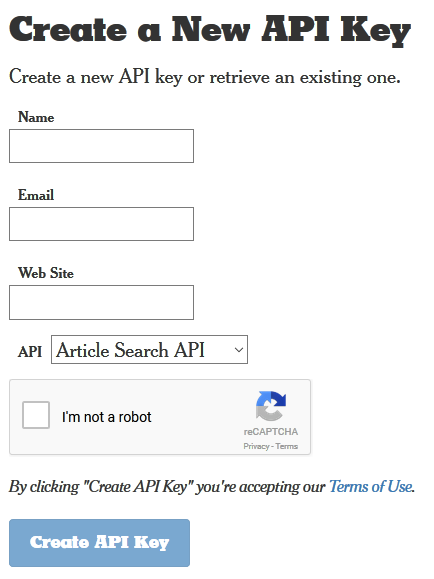 Create a New API Key
Create a new API key or retrieve an existing one.
Name
Email
Web Site
API Article Search API
I'm not a robot
reCAPTCHA
Privacy - Terms
By clicking "Create API Key" you're accepting our Terms of Use.
Create API Key